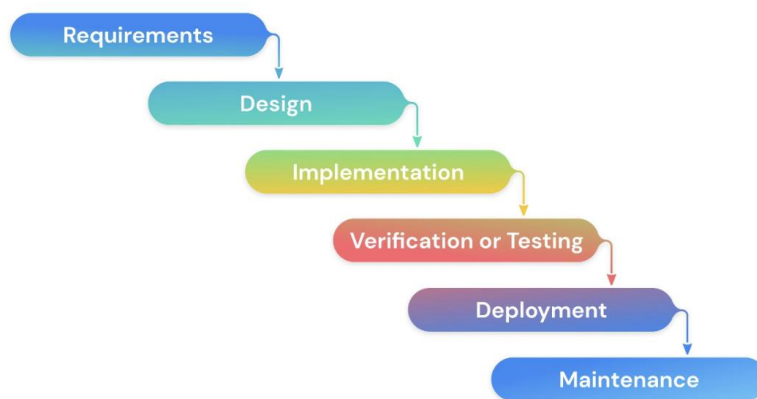 Requirements
Design
Implementation
Verification or Testing
Deployment
Maintenance